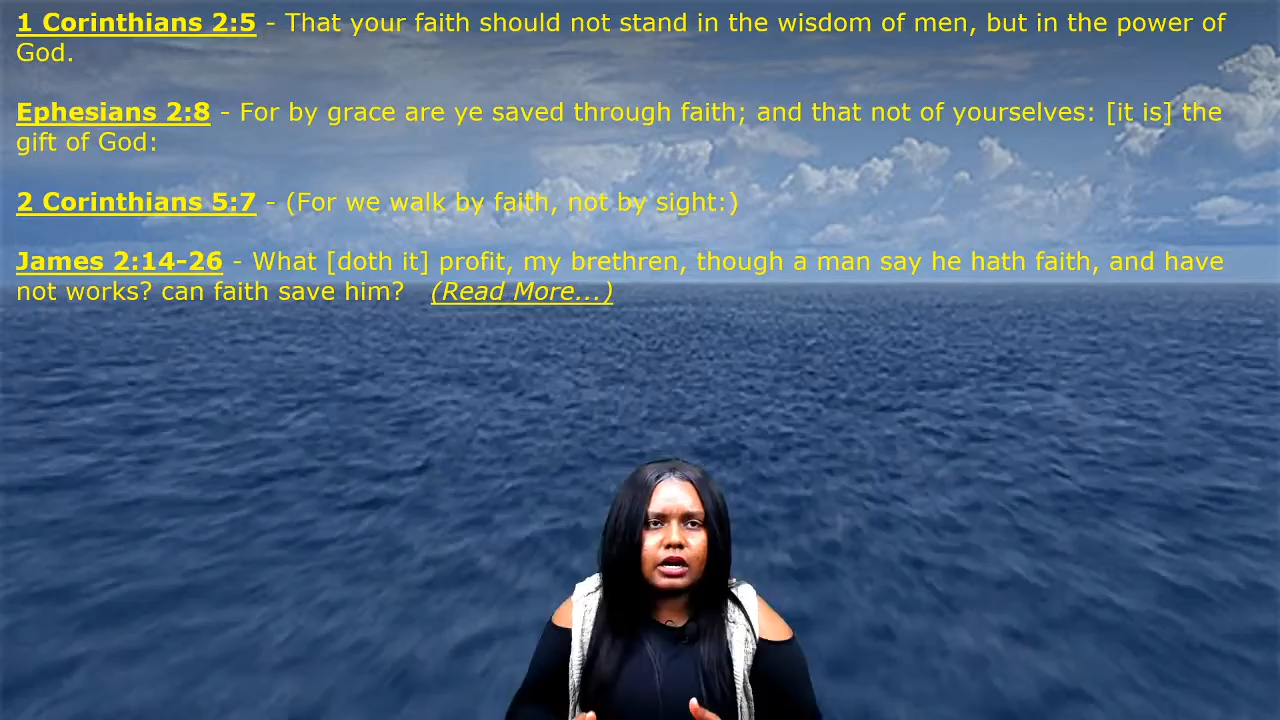 1 Corinthians 2:5 - That your faith should not stand in the wisdom of men, but in the power of
God.
Ephesians 2:8 - For by grace are ye saved through faith; and that not of yourselves: [it is] the
gift of God:
2 Corinthians 5:7 - (For we walk by faith, not by sight:)
James 2:14-26 - What [doth it] profit, my brethren, though a man say he hath faith, and have
not works? can faith save him? (Read More...)